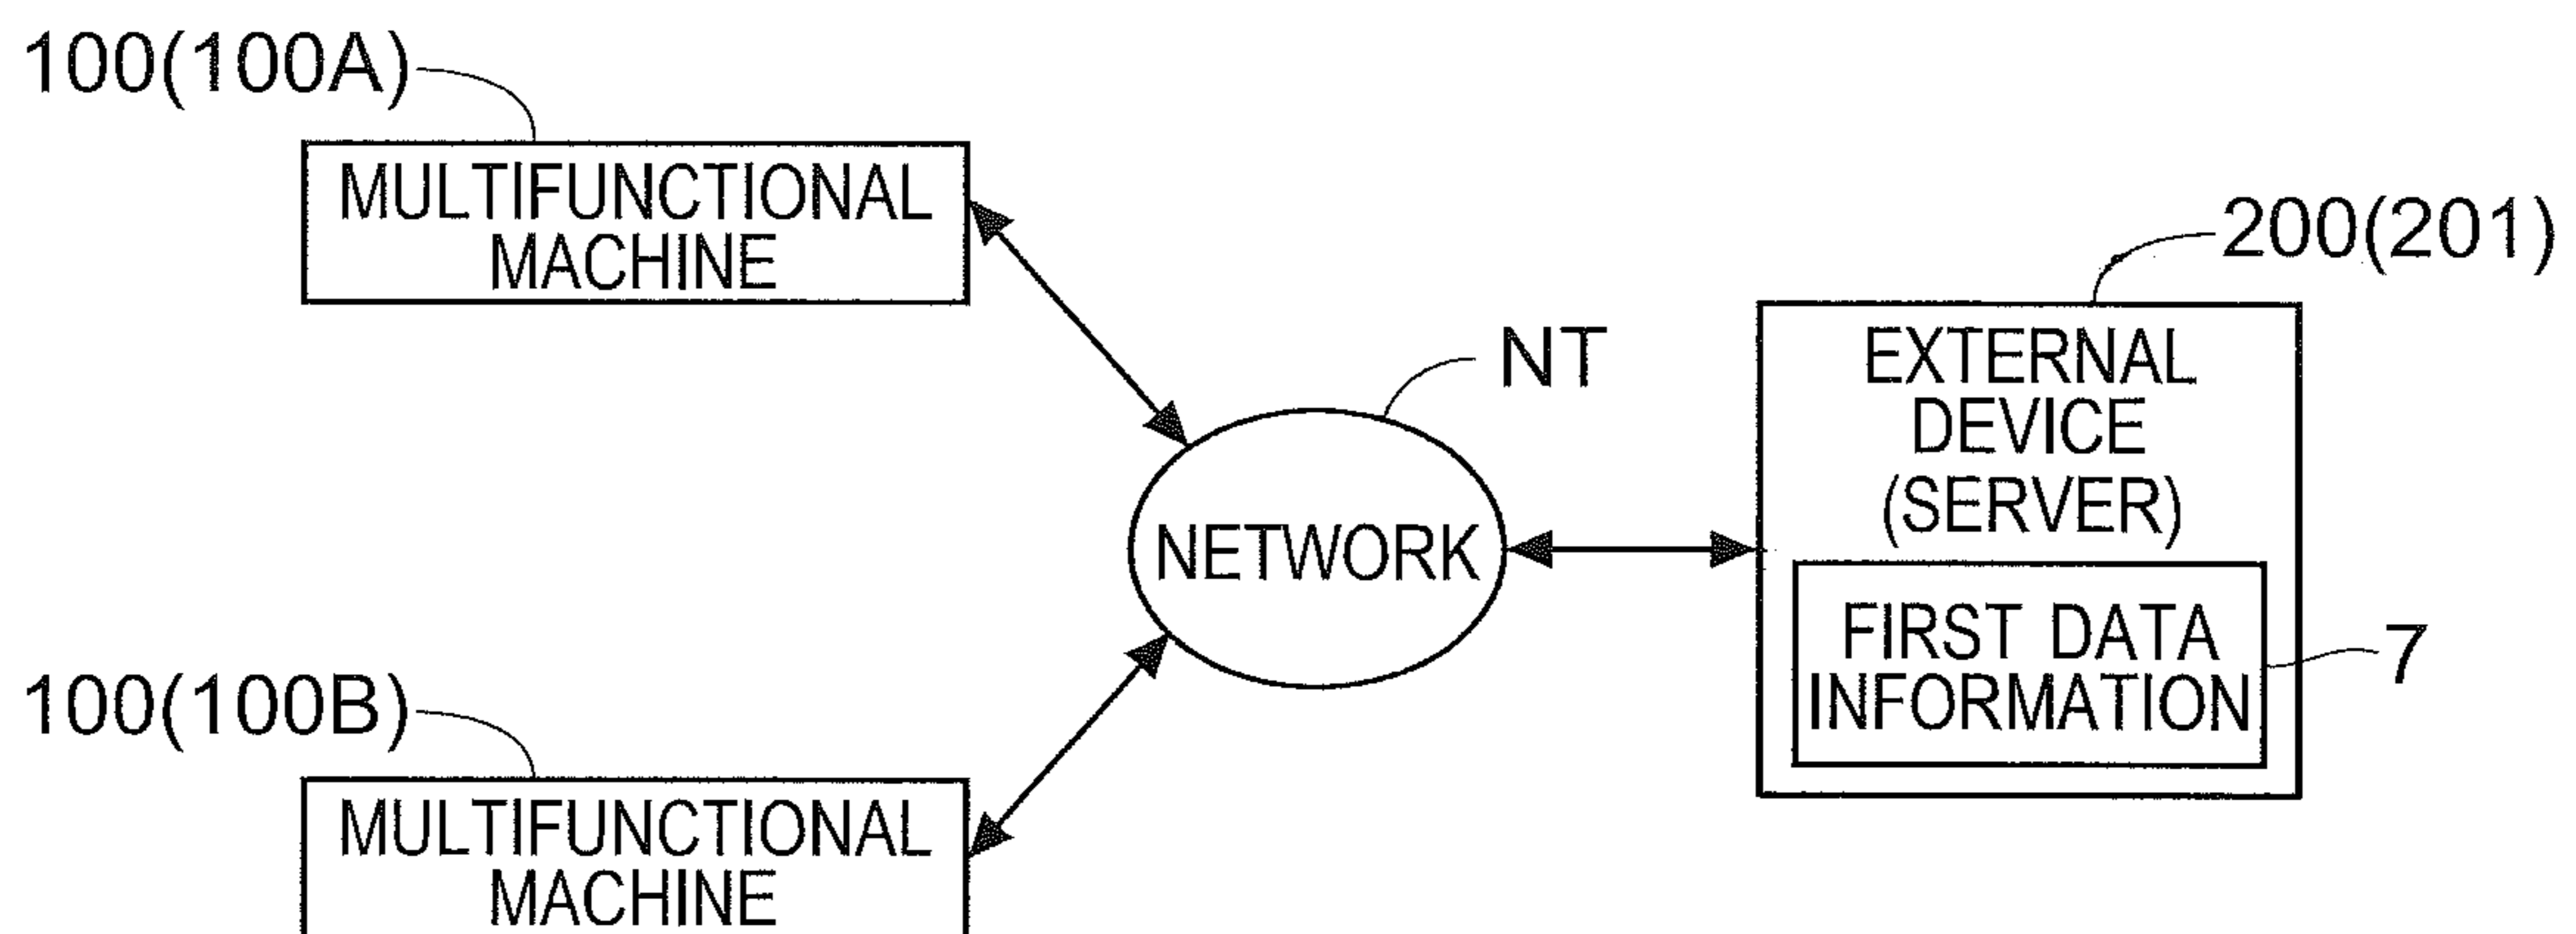 100(100A)
MULTIFUNCTIONAL
MACHINE
200(201)
NT
EXTERNAL
DEVICE
(SERVER)
NETWORK
FIRST DATA
INFORMATION
7
100(100B)
MULTIFUNCTIONAL
MACHINE